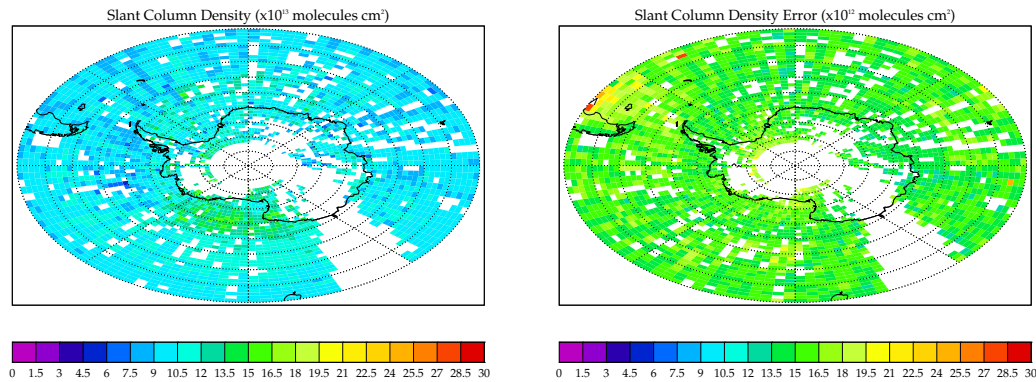 Slant Column Density (x10¹³ molecules cm²)
Slant Column Density Error (x10¹² molecules cm²)
0 1.5 3 4.5 6 7.5 9 10.5 12 13.5 15 16.5 18 19.5 21 22.5 24 25.5 27 28.5 30
0 1.5 3 4.5 6 7.5 9 10.5 12 13.5 15 16.5 18 19.5 21 22.5 24 25.5 27 28.5 30